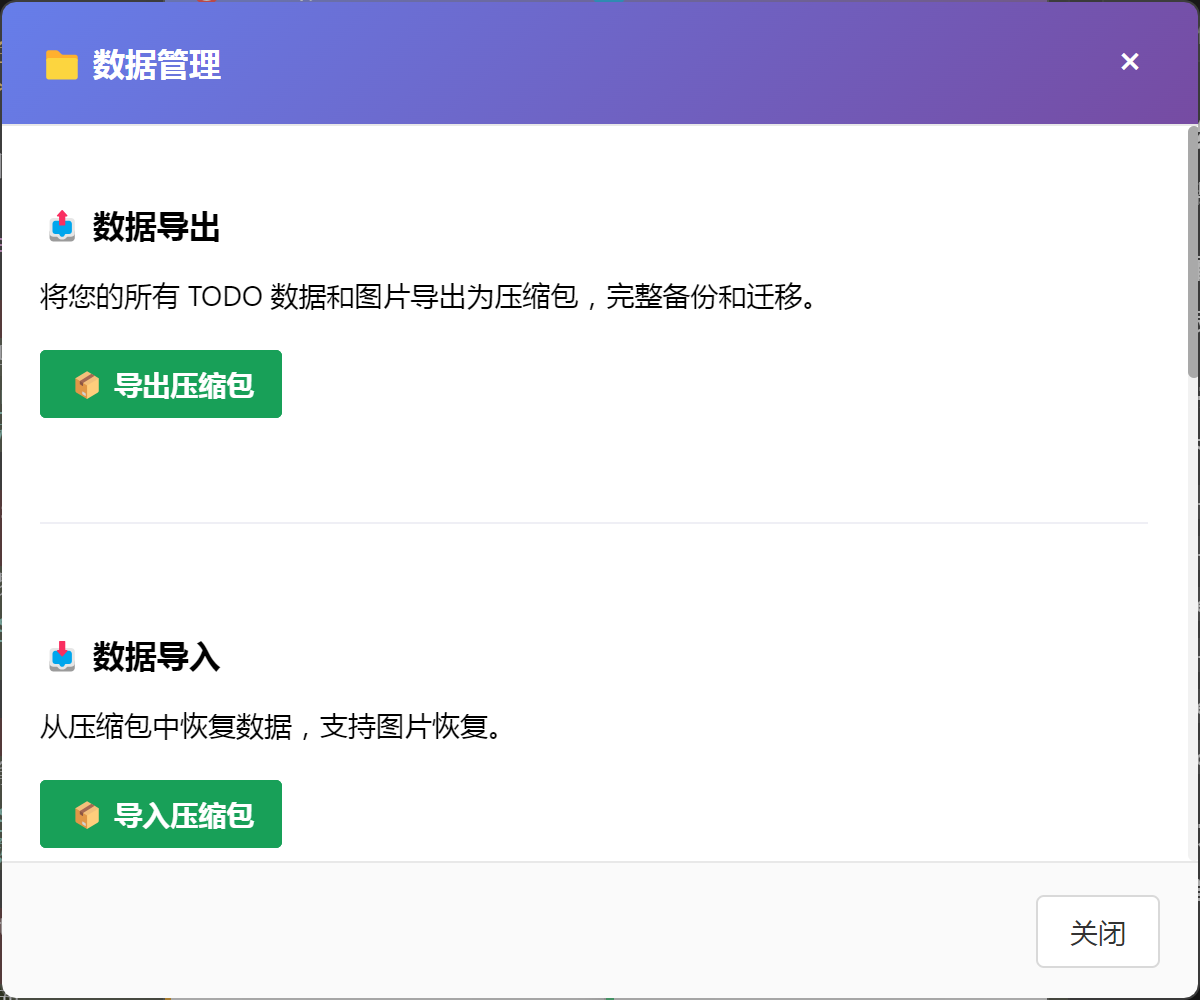 数据管理
数据导出
将您的所有 TODO 数据和图片导出为压缩包，完整备份和迁移。
导出压缩包
数据导入
从压缩包中恢复数据，支持图片恢复。
导入压缩包
关闭